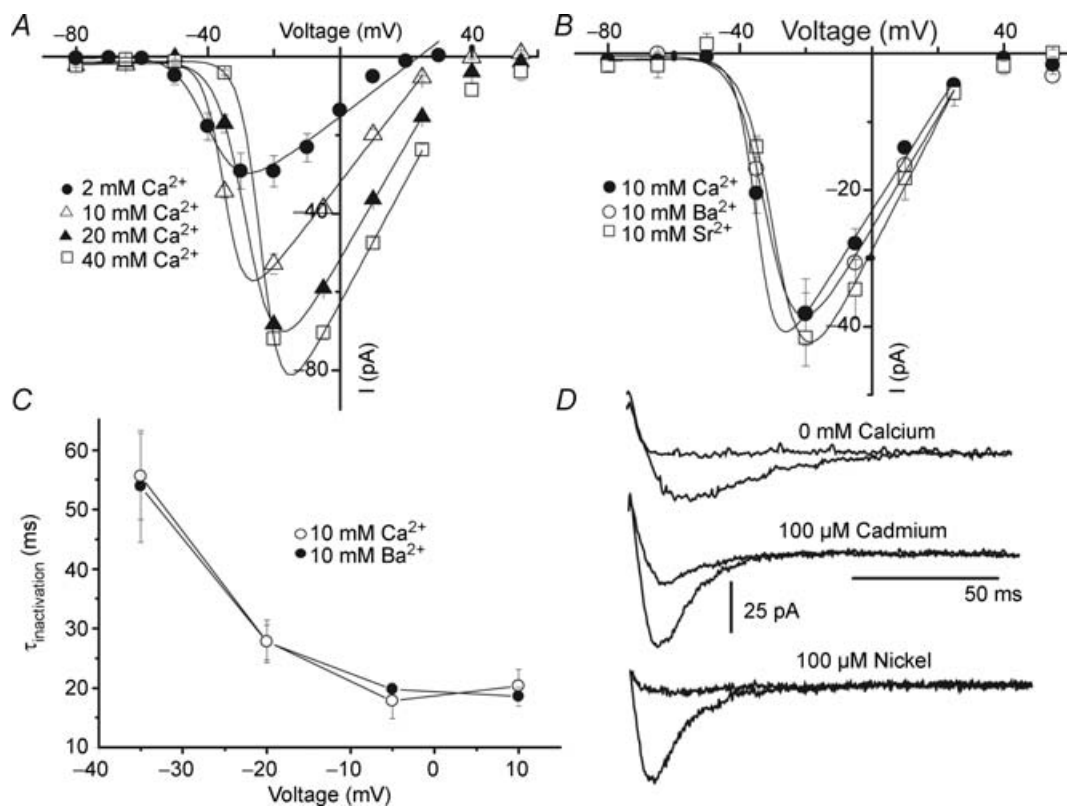 A
Voltage (mV)
–80
–40
40
–40
–80
I (pA)
2 mM Ca²⁺
10 mM Ca²⁺
20 mM Ca²⁺
40 mM Ca²⁺
B
Voltage (mV)
–80
–40
40
–20
–40
I (pA)
10 mM Ca²⁺
10 mM Ba²⁺
10 mM Sr²⁺
C
60
50
40
30
20
10
τinactivation (ms)
10 mM Ca²⁺
10 mM Ba²⁺
–40
–30
–20
–10
0
10
Voltage (mV)
D
0 mM Calcium
100 µM Cadmium
50 ms
25 pA
100 µM Nickel